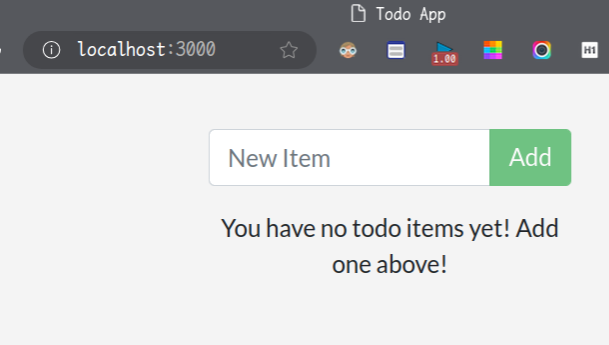 Todo App
localhost:3000
1.00
H1
New Item
Add
You have no todo items yet! Add
one above!